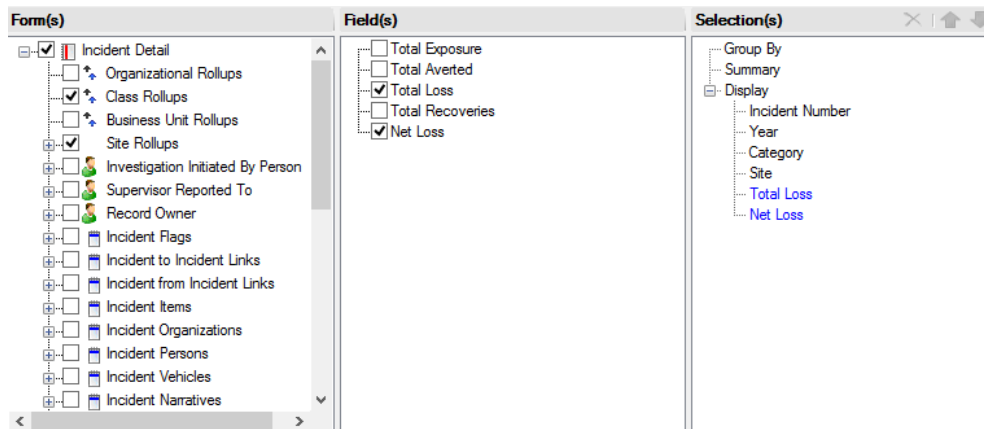 Form(s)
Incident Detail
Organizational Rollups
Class Rollups
Business Unit Rollups
Site Rollups
Investigation Initiated By Person
Supervisor Reported To
Record Owner
Incident Flags
Incident to Incident Links
Incident from Incident Links
Incident Items
Incident Organizations
Incident Persons
Incident Vehicles
Incident Narratives
Field(s)
Total Exposure
Total Averted
Total Loss
Total Recoveries
Net Loss
Selection(s)
Group By
Summary
Display
Incident Number
Year
Category
Site
Total Loss
Net Loss